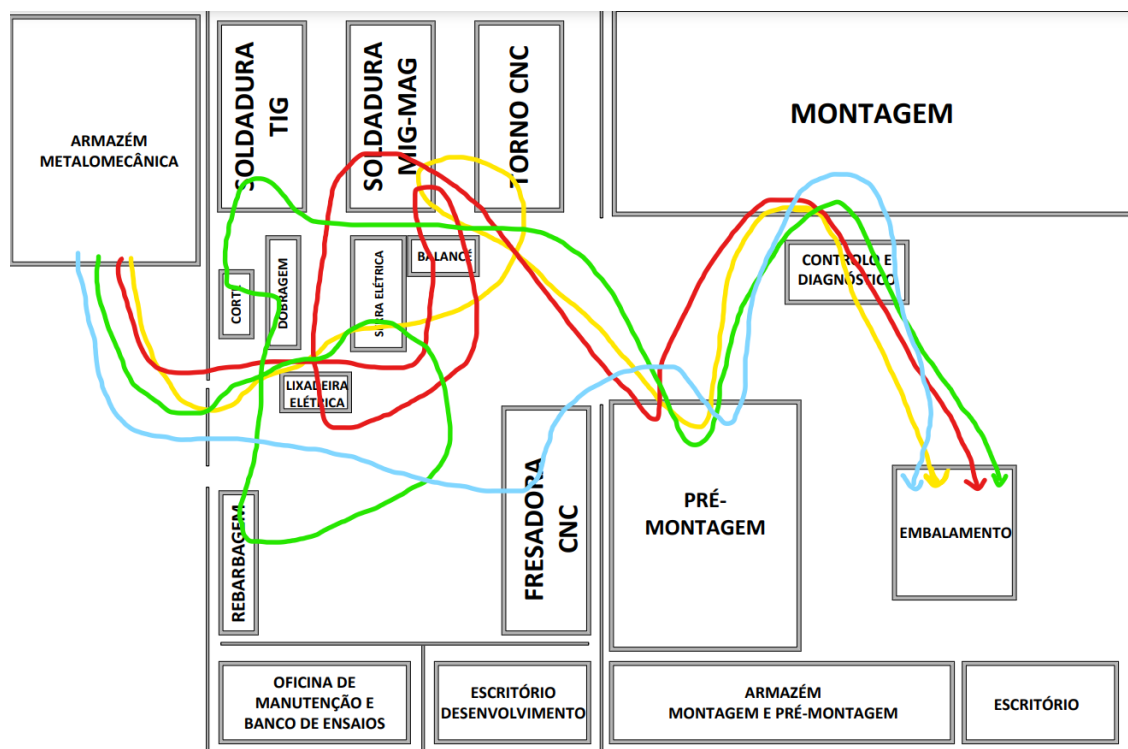 ARMAZÉM
METALOMECÂNICA
SOLDADURA
TIG
SOLDADURA
MIG-MAG
TORNO CNC
MONTAGEM
CORTE
DOBRAGEM
SERRA ELÉTRICA
BALANCÉ
CONTROLO E
DIAGNÓSTICO
LIXADEIRA
ELÉTRICA
REBARBAGEM
FRESADORA
CNC
PRÉ-
MONTAGEM
EMBALAMENTO
OFICINA DE
MANUTENÇÃO E
BANCO DE ENSAIOS
ESCRITÓRIO
DESENVOLVIMENTO
ARMAZÉM
MONTAGEM E PRÉ-MONTAGEM
ESCRITÓRIO